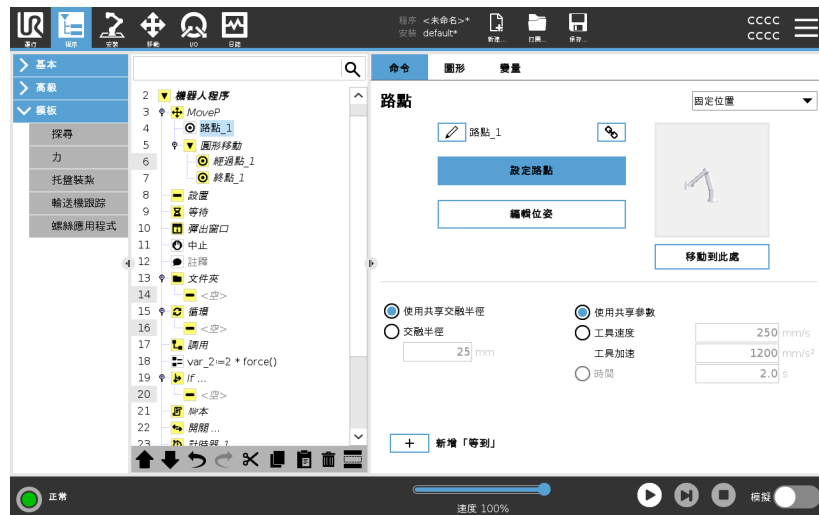 UR
運行 程序 安裝 移動 I/O 日誌
程序 <未命名>*
安裝 default*
新建... 打開... 保存...
cccc
cccc
基本
高級
模板
探尋
力
托盤裝紮
輸送機跟踪
螺絲應用程式
2 機器人程序
3 MoveP
4 路點_1
5 圓形移動
6 經過點_1
7 終點_1
8 設置
9 等待
10 彈出窗口
11 中止
12 註釋
13 文件夾
14 <空>
15 循環
16 <空>
17 調用
18 var_2≔2 * force()
19 If ...
20 <空>
21 腳本
22 開關 ...
23 計時器_1
命令 圖形 變量
路點
固定位置
路點_1
設定路點
編輯位姿
移動到此處
使用共享交融半徑
交融半徑
25 mm
使用共享參數
工具速度 250 mm/s
工具加速 1200 mm/s²
時間 2.0 s
+ 新增「等到」
正常
速度 100%
模擬